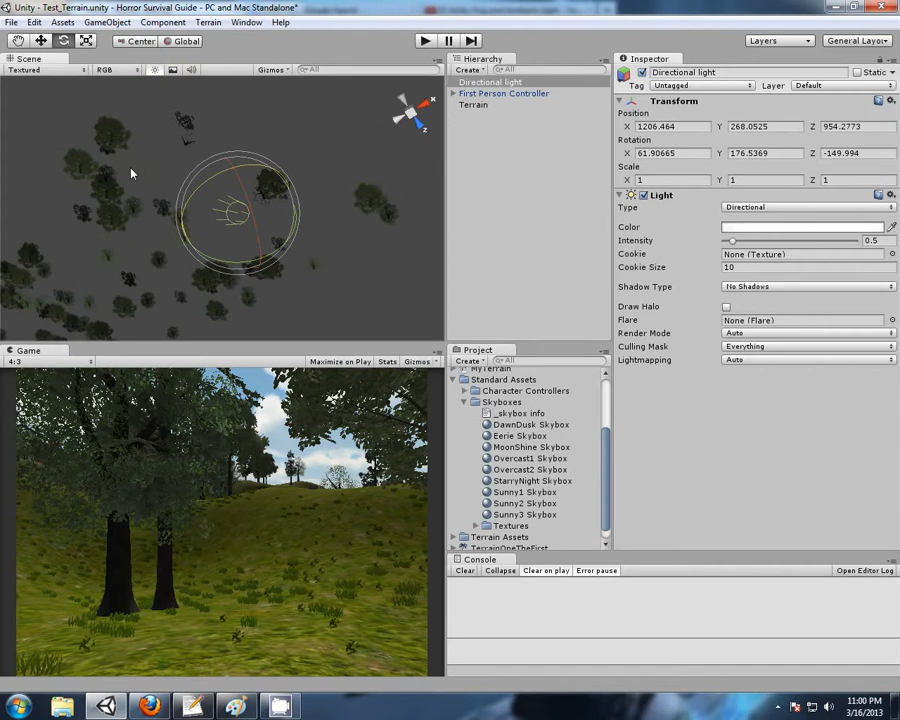 Unity - Test_Terrain.unity - Horror Survival Guide - PC and Mac Standalone*
File Edit Assets GameObject Component Terrain Window Help
Center Global Layers General Layou
Scene
Textured RGB Gizmos All
Hierarchy
Create All
Directional light
First Person Controller
Terrain
Inspector
Directional light Static
Tag Untagged Layer Default
Transform
Position
X 1206.464 Y 268.0525 Z 954.2773
Rotation
X 61.90665 Y 176.5369 Z -149.994
Scale
X 1 Y 1 Z 1
Light
Type Directional
Color
Intensity 0.5
Cookie None (Texture)
Cookie Size 10
Shadow Type No Shadows
Draw Halo
Flare None (Flare)
Render Mode Auto
Culling Mask Everything
Lightmapping Auto
z
Game
4:3 Maximize on Play Stats Gizmos
Project
Create All
MyTerrain
Standard Assets
Character Controllers
Skyboxes
_skybox info
DawnDusk Skybox
Eerie Skybox
MoonShine Skybox
Overcast1 Skybox
Overcast2 Skybox
StarryNight Skybox
Sunny1 Skybox
Sunny2 Skybox
Sunny3 Skybox
Textures
Terrain Assets
TerrainOneTheFirst
Console
Clear Collapse Clear on play Error pause Open Editor Log
11:00 PM
3/16/2013